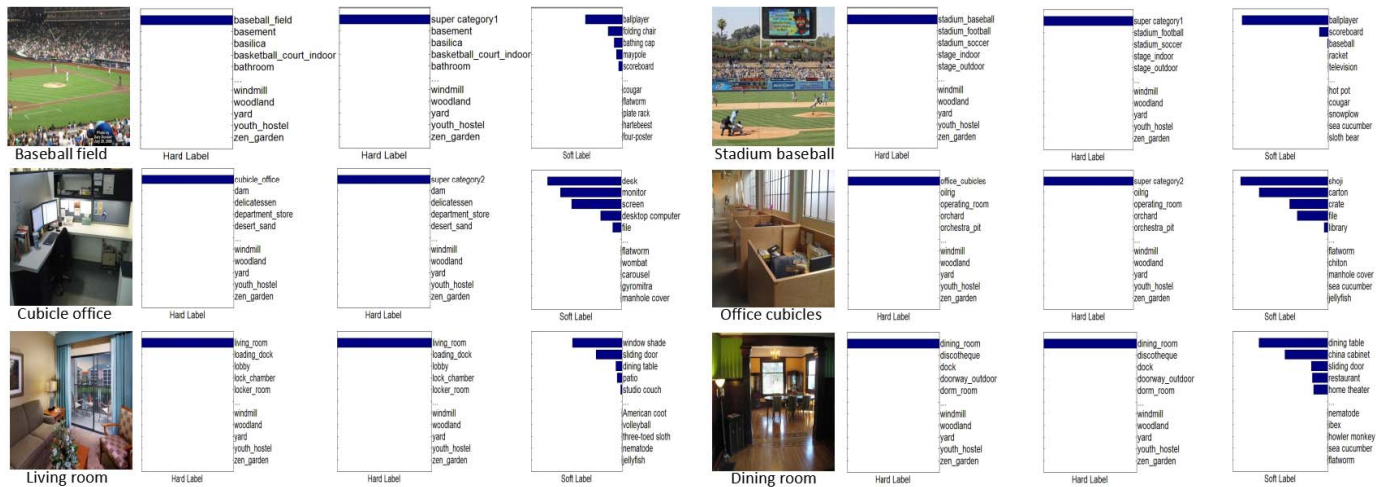 baseball_field
basement
basilica
basketball_court_indoor
bathroom
...
windmill
woodland
yard
youth_hostel
zen_garden
Hard Label
super category1
basement
basilica
basketball_court_indoor
bathroom
...
windmill
woodland
yard
youth_hostel
zen_garden
Hard Label
ballplayer
folding chair
bathing cap
maypole
scoreboard
...
cougar
flatworm
plate rack
hartebeest
four-poster
Soft Label
Baseball field
stadium_baseball
stadium_football
stadium_soccer
stage_indoor
stage_outdoor
...
windmill
woodland
yard
youth_hostel
zen_garden
Hard Label
super category1
stadium_football
stadium_soccer
stage_indoor
stage_outdoor
...
windmill
woodland
yard
youth_hostel
zen_garden
Hard Label
ballplayer
scoreboard
baseball
racket
television
...
hot pot
cougar
snowplow
sea cucumber
sloth bear
Soft Label
Stadium baseball
cubicle_office
dam
delicatessen
department_store
desert_sand
...
windmill
woodland
yard
youth_hostel
zen_garden
Hard Label
super category2
dam
delicatessen
department_store
desert_sand
...
windmill
woodland
yard
youth_hostel
zen_garden
Hard Label
desk
monitor
screen
desktop computer
file
...
flatworm
wombat
carousel
gyromitra
manhole cover
Soft Label
Cubicle office
office_cubicles
oilrig
operating_room
orchard
orchestra_pit
...
windmill
woodland
yard
youth_hostel
zen_garden
Hard Label
super category2
oilrig
operating_room
orchard
orchestra_pit
...
windmill
woodland
yard
youth_hostel
zen_garden
Hard Label
shoji
carton
crate
file
library
...
flatworm
chiton
manhole cover
sea cucumber
jellyfish
Soft Label
Office cubicles
living_room
loading_dock
lobby
lock_chamber
locker_room
...
windmill
woodland
yard
youth_hostel
zen_garden
Hard Label
living_room
loading_dock
lobby
lock_chamber
locker_room
...
windmill
woodland
yard
youth_hostel
zen_garden
Hard Label
window shade
sliding door
dining table
patio
studio couch
...
American coot
volleyball
three-toed sloth
nematode
jellyfish
Soft Label
Living room
dining_room
discotheque
dock
doorway_outdoor
dorm_room
...
windmill
woodland
yard
youth_hostel
zen_garden
Hard Label
dining_room
discotheque
dock
doorway_outdoor
dorm_room
...
windmill
woodland
yard
youth_hostel
zen_garden
Hard Label
dining table
china cabinet
sliding door
restaurant
home theater
...
nematode
ibex
howler monkey
sea cucumber
flatworm
Soft Label
Dining room